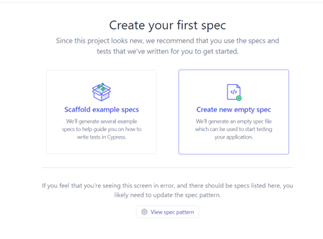 Create your first spec
Since this project looks new, we recommend that you use the specs and
tests that we've written for you to get started.
Scaffold example specs
We'll generate several example
specs to help guide you on how to
write tests in Cypress.
Create new empty spec
We'll generate an empty spec file
which can be used to start testing
your application.
If you feel that you're seeing this screen in error, and there should be specs listed here, you
likely need to update the spec pattern.
View spec pattern